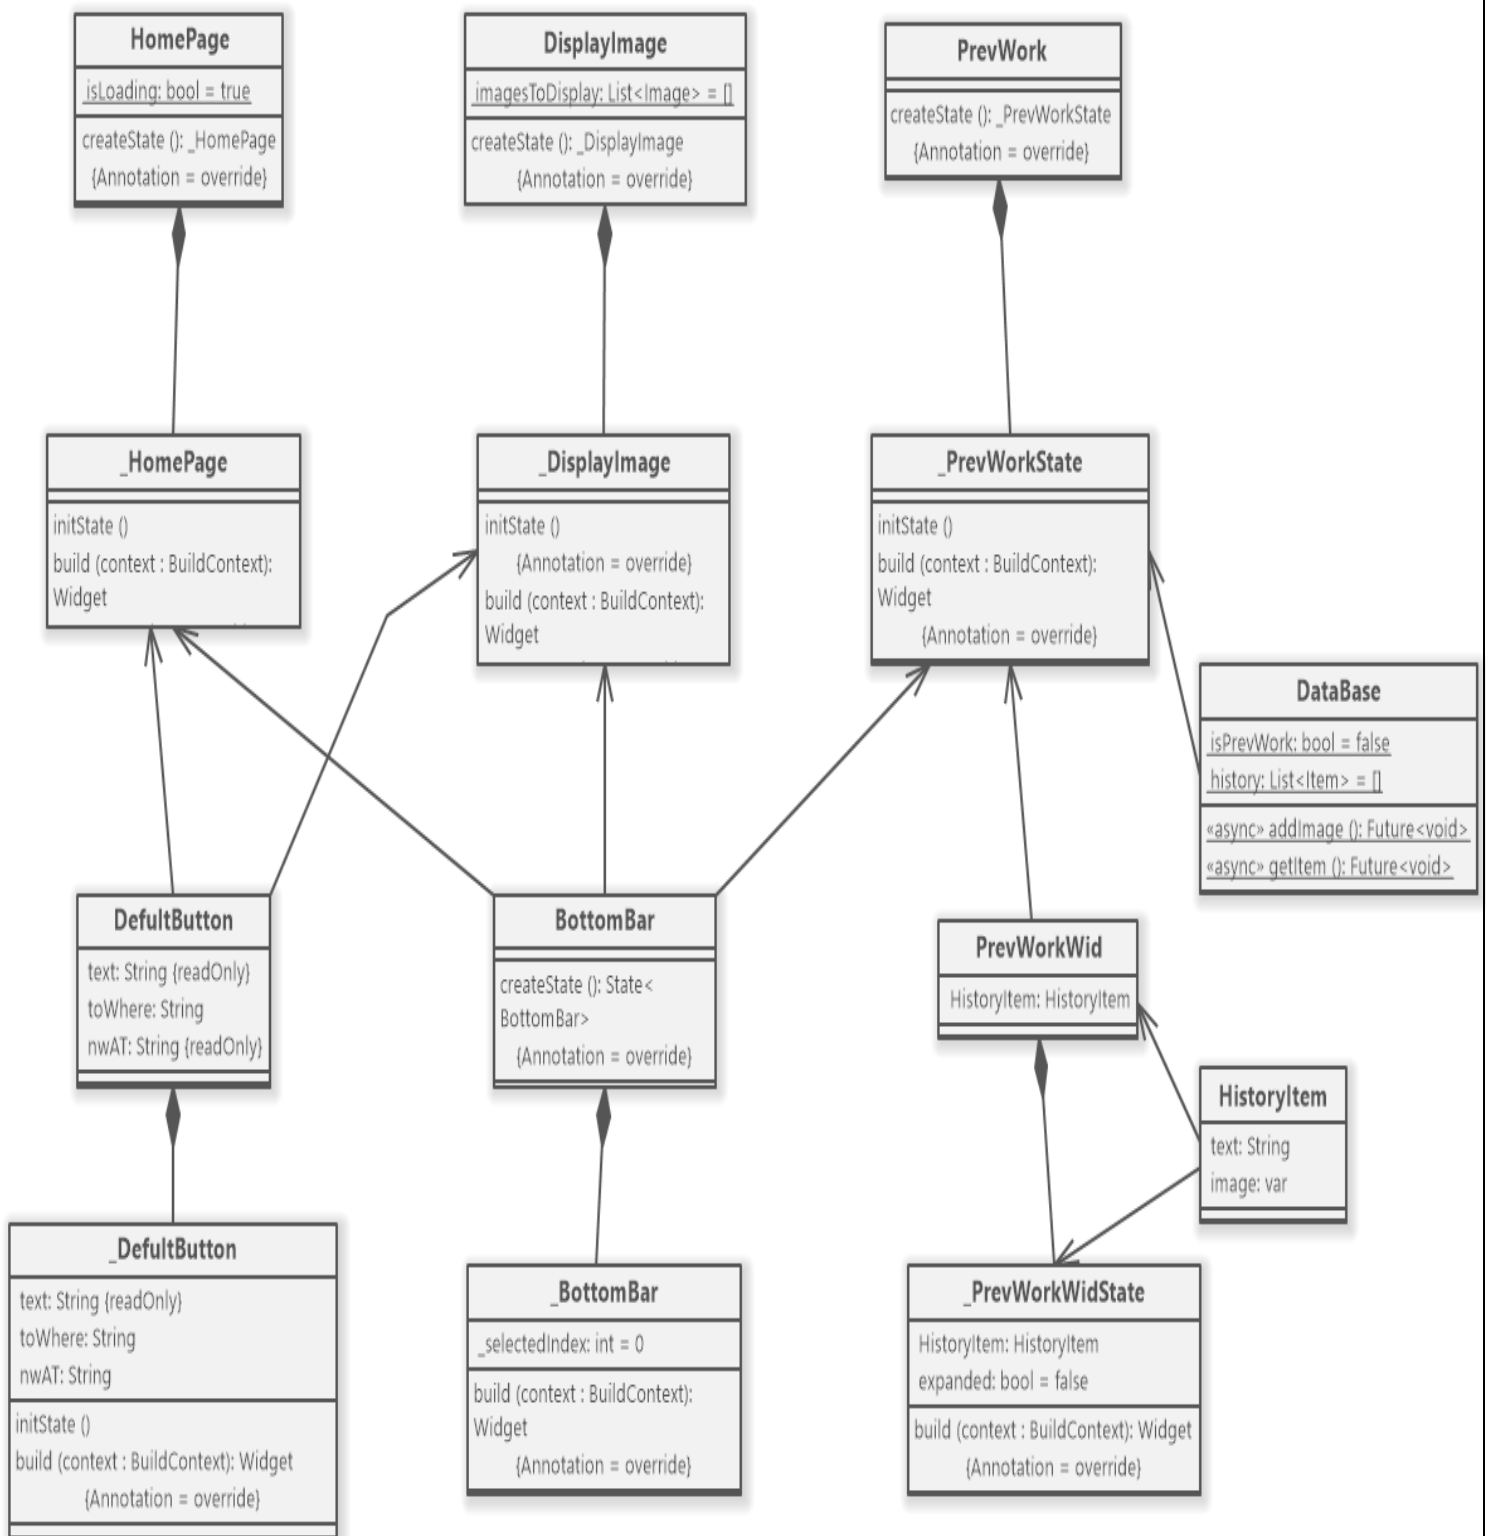 HomePage
isLoading: bool = true
createState (): _HomePage
{Annotation = override}
DisplayImage
imagesToDisplay: List<Image> = []
createState (): _DisplayImage
{Annotation = override}
PrevWork
createState (): _PrevWorkState
{Annotation = override}
_HomePage
initState ()
build (context : BuildContext):
Widget
_DisplayImage
initState ()
{Annotation = override}
build (context : BuildContext):
Widget
_PrevWorkState
initState ()
build (context : BuildContext):
Widget
{Annotation = override}
DataBase
isPrevWork: bool = false
history: List<Item> = []
«async» addImage (): Future<void>
«async» getItem (): Future<void>
DefultButton
text: String {readOnly}
toWhere: String
nwAT: String {readOnly}
BottomBar
createState (): State<
BottomBar>
{Annotation = override}
PrevWorkWid
HistoryItem: HistoryItem
HistoryItem
text: String
image: var
_DefultButton
text: String {readOnly}
toWhere: String
nwAT: String
initState ()
build (context : BuildContext): Widget
{Annotation = override}
_BottomBar
_selectedIndex: int = 0
build (context : BuildContext):
Widget
{Annotation = override}
_PrevWorkWidState
HistoryItem: HistoryItem
expanded: bool = false
build (context : BuildContext): Widget
{Annotation = override}